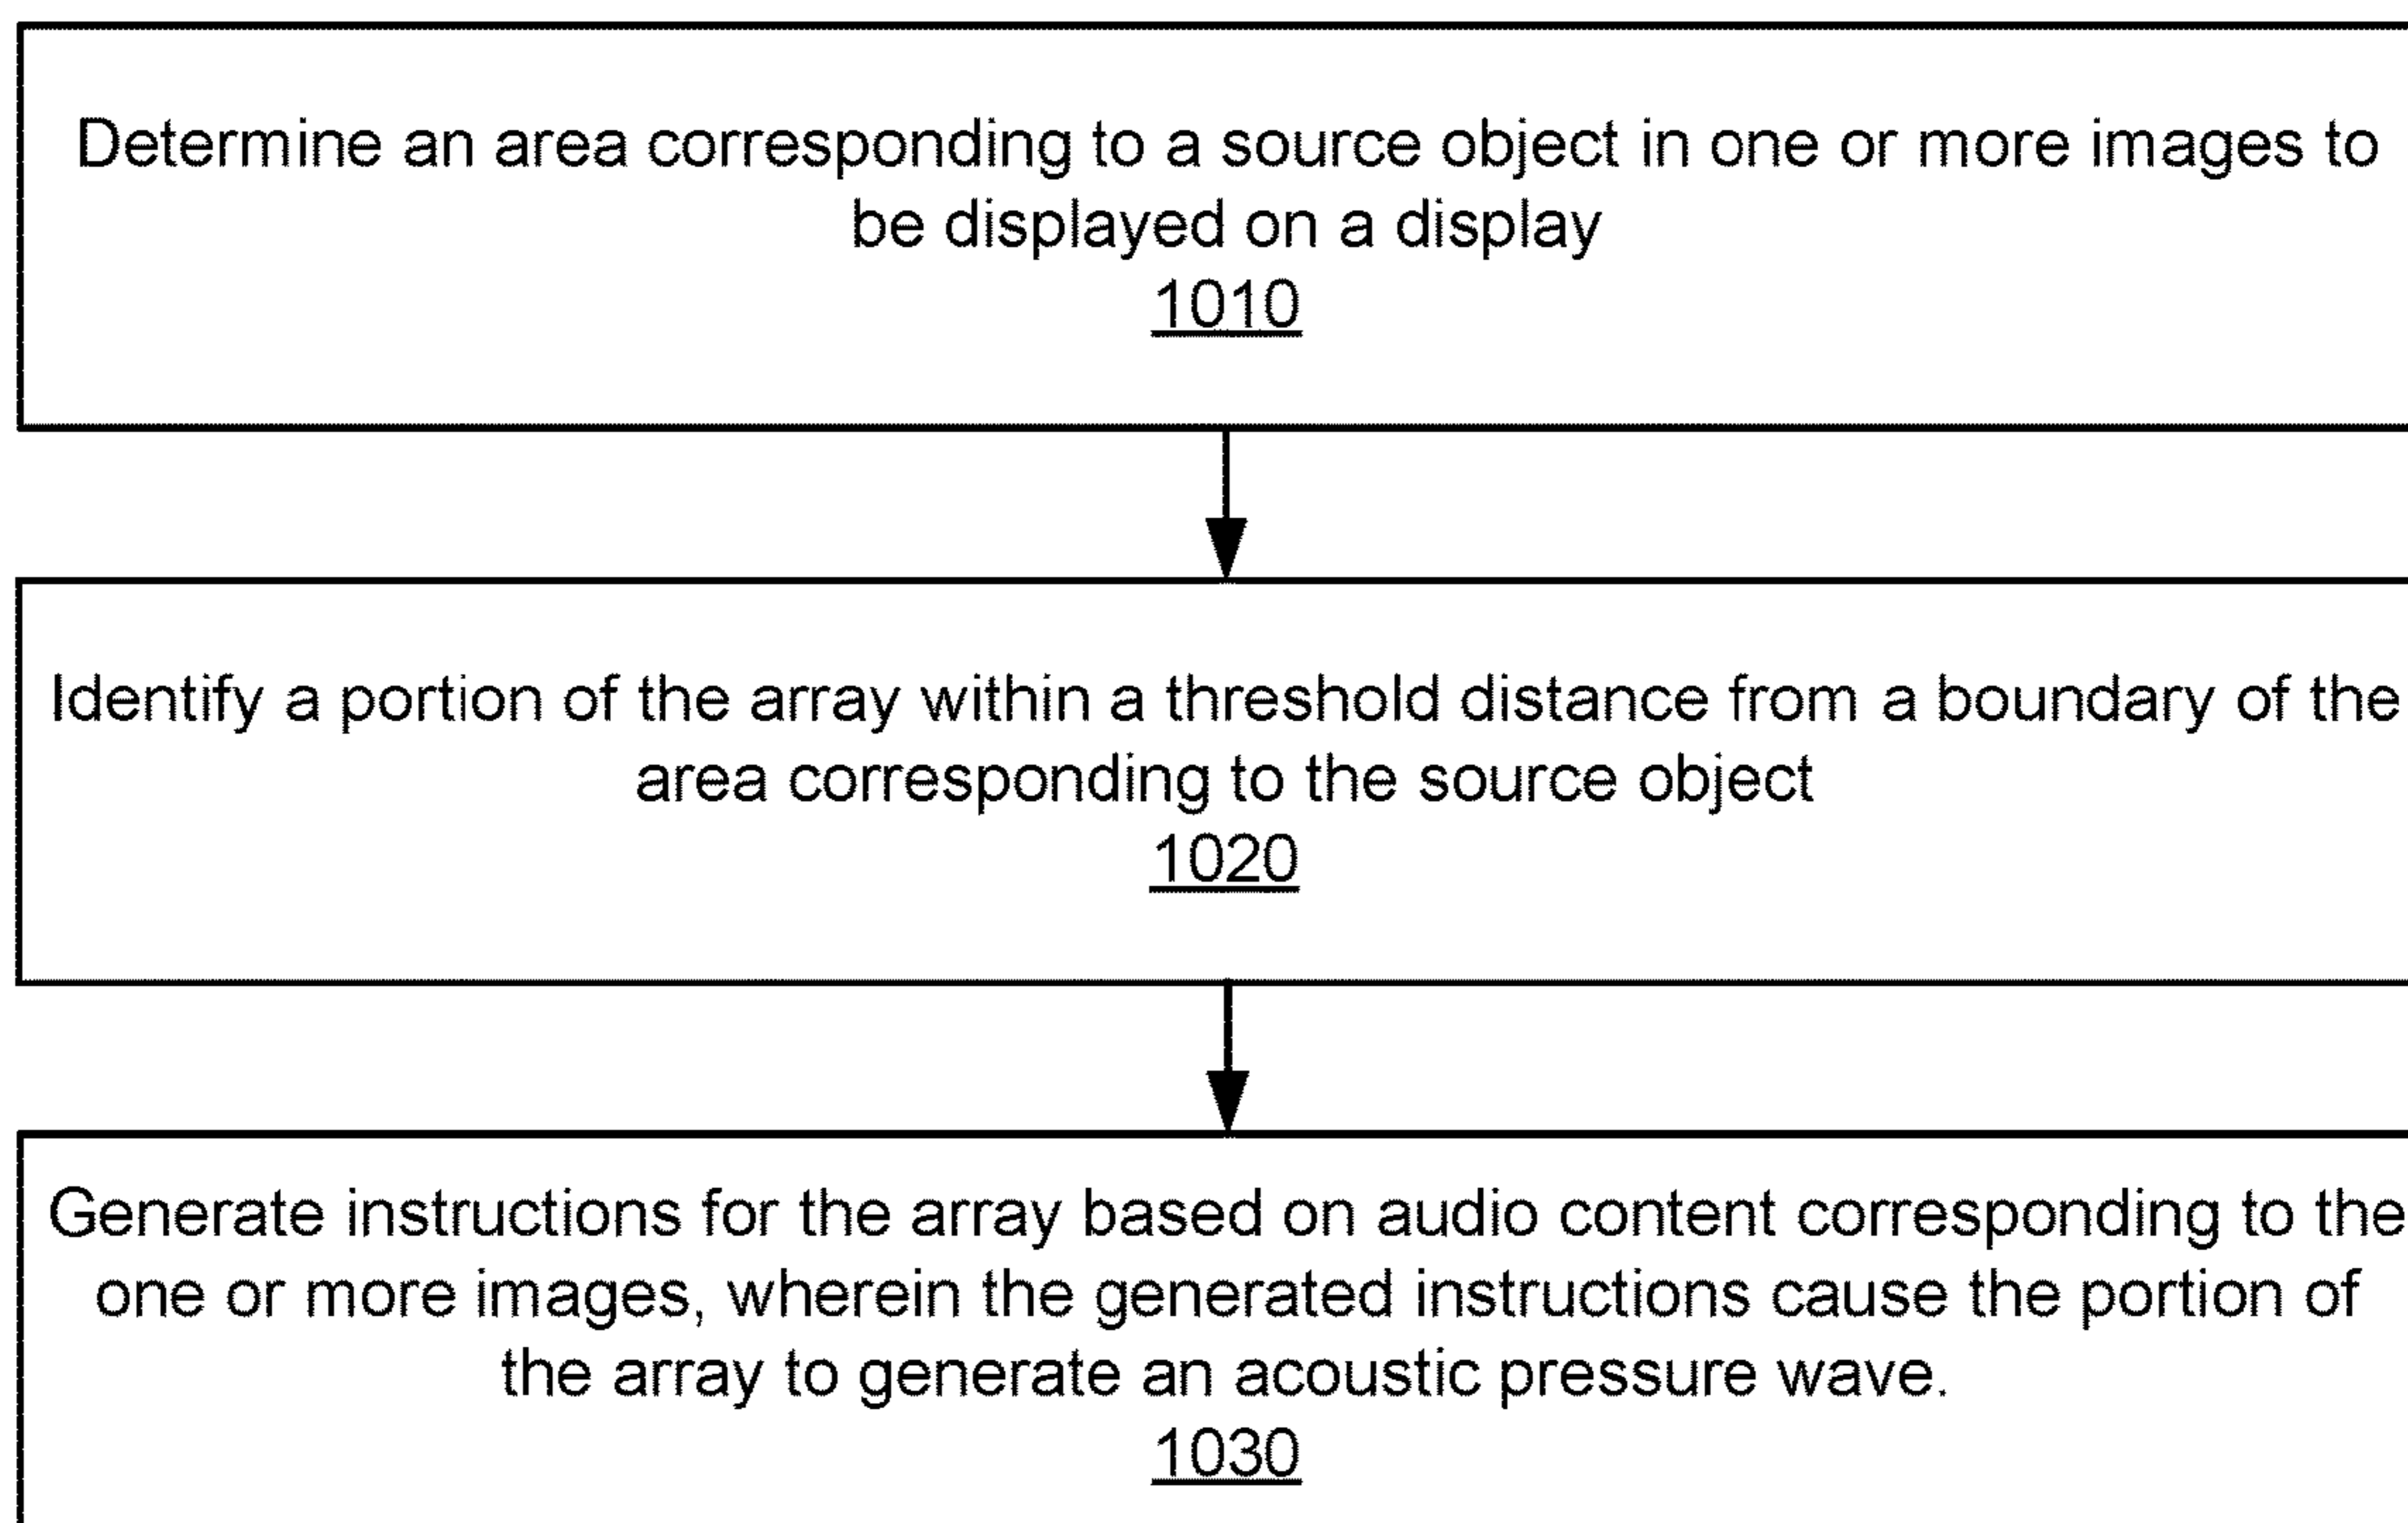 Determine an area corresponding to a source object in one or more images to
be displayed on a display
1010
Identify a portion of the array within a threshold distance from a boundary of the
area corresponding to the source object
1020
Generate instructions for the array based on audio content corresponding to the
one or more images, wherein the generated instructions cause the portion of
the array to generate an acoustic pressure wave.
1030